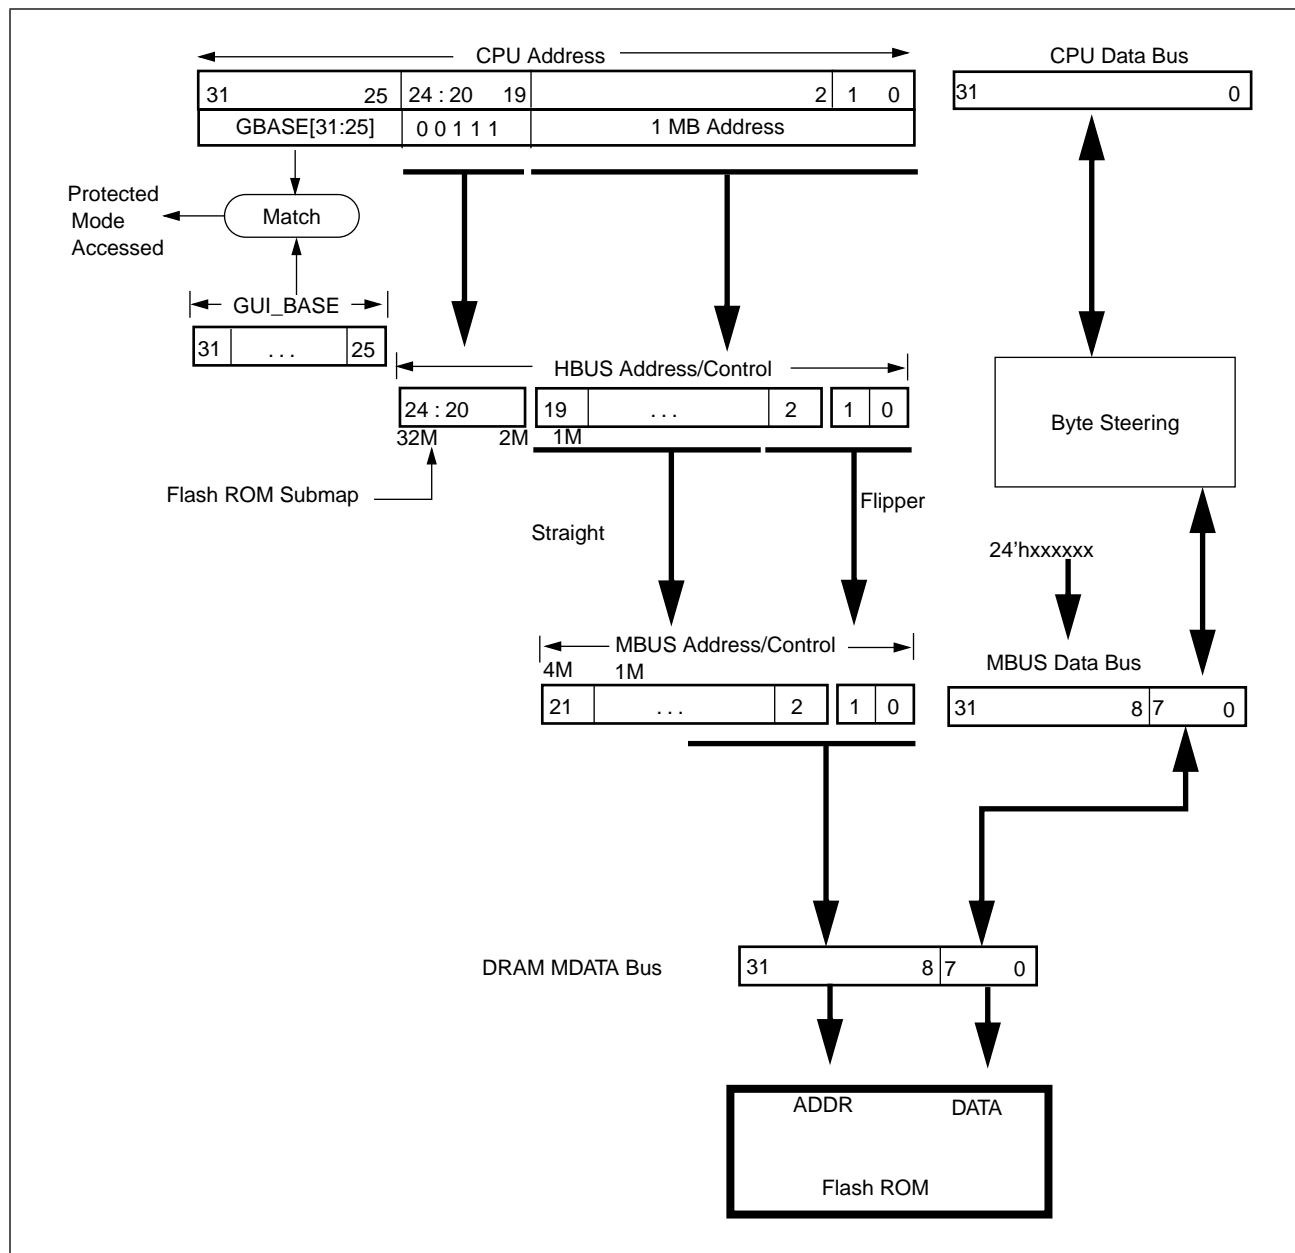 CPU Address
CPU Data Bus
31 25 24 : 20 19 2 1 0
31 0
GBASE[31:25] 0 0 1 1 1 1 MB Address
Protected
Mode
Accessed
Match
GUI_BASE
31 . . . 25
HBUS Address/Control
24 : 20 19 . . . 2 1 0
32M 2M 1M
Byte Steering
Flash ROM Submap
Flipper
Straight
24'hxxxxxx
MBUS Address/Control
4M 1M
MBUS Data Bus
21 . . . 2 1 0
31 8 7 0
DRAM MDATA Bus
31 8 7 0
ADDR DATA
Flash ROM